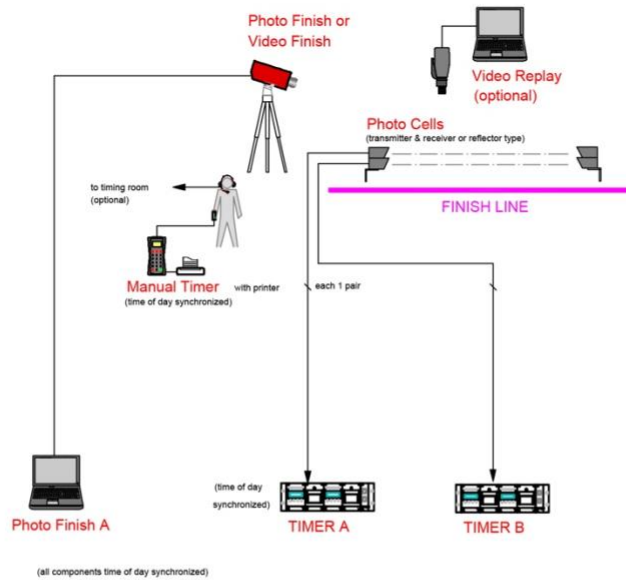 Photo Finish or
Video Finish
Video Replay
(optional)
Photo Cells
(transmitter & receiver or reflector type)
to timing room
(optional)
FINISH LINE
Manual Timer with printer
(time of day synchronized)
each 1 pair
(time of day
synchronized)
Photo Finish A
TIMER A
TIMER B
(all components time of day synchronized)